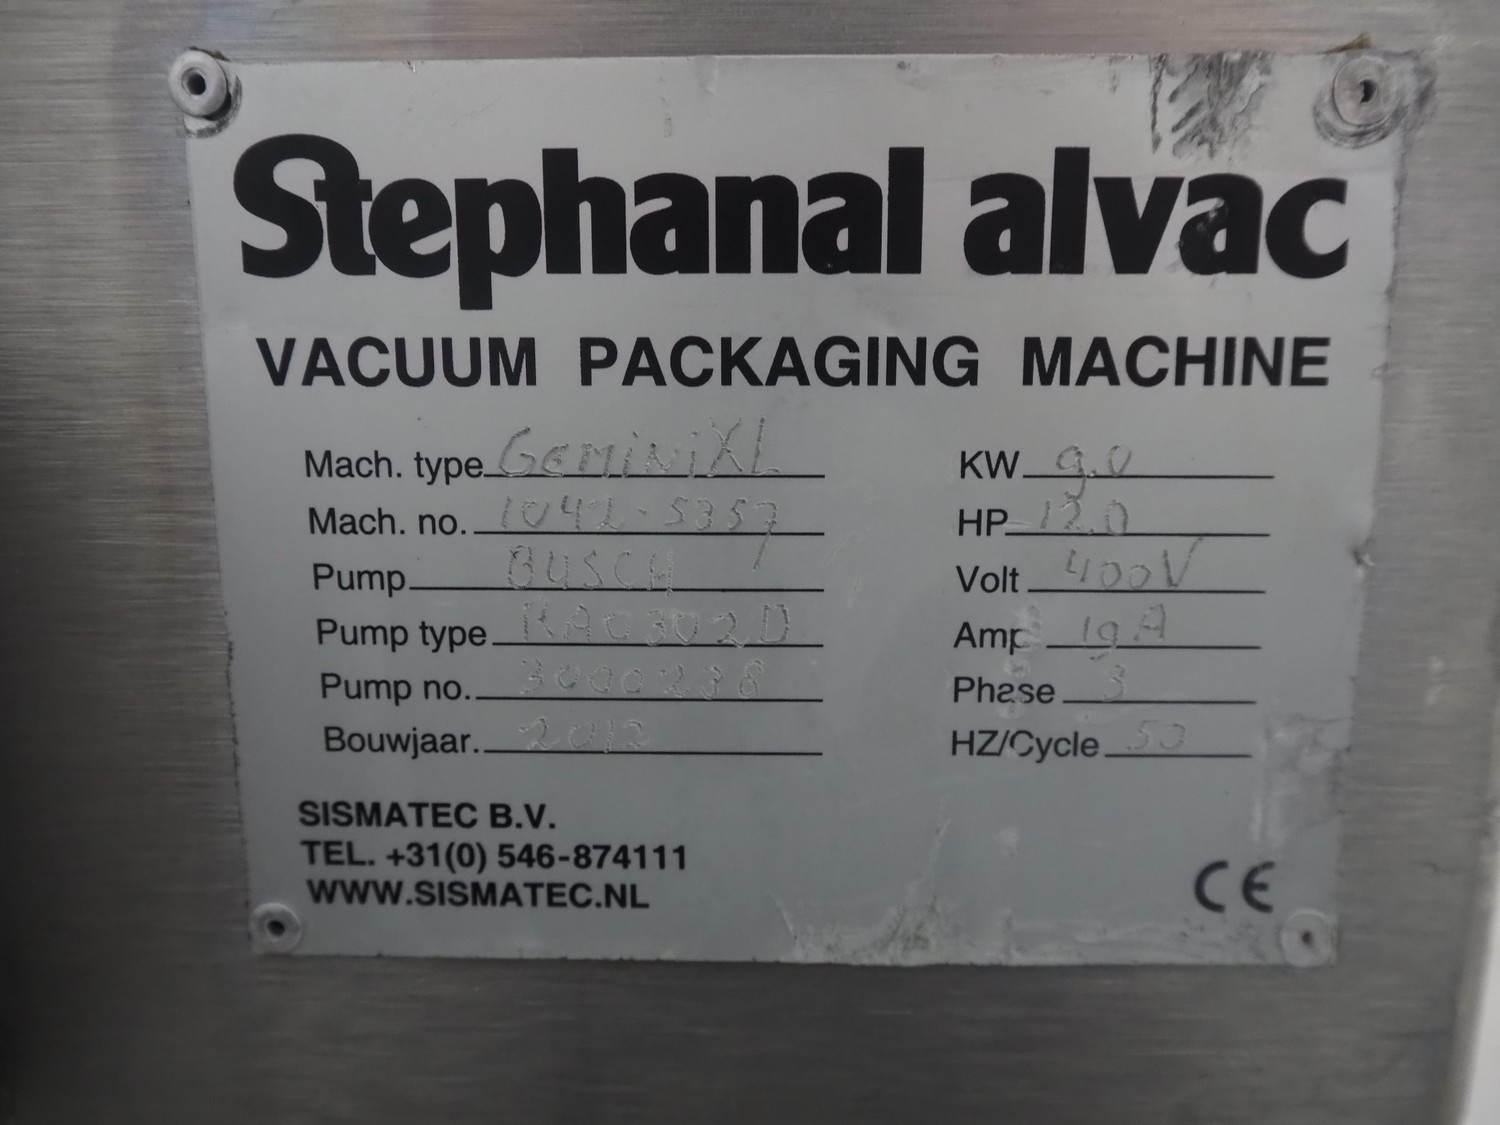 Stephanal alvac
VACUUM PACKAGING MACHINE
Mach. type GeminiXL
Mach. no. 1042-5357
Pump BUSCH
Pump type RA0302D
Pump no. 3000238
Bouwjaar. 2012
KW 9.0
HP 12.0
Volt 400V
Amp 19A
Phase 3
HZ/Cycle 50
SISMATEC B.V.
TEL. +31(0) 546-874111
WWW.SISMATEC.NL
CE